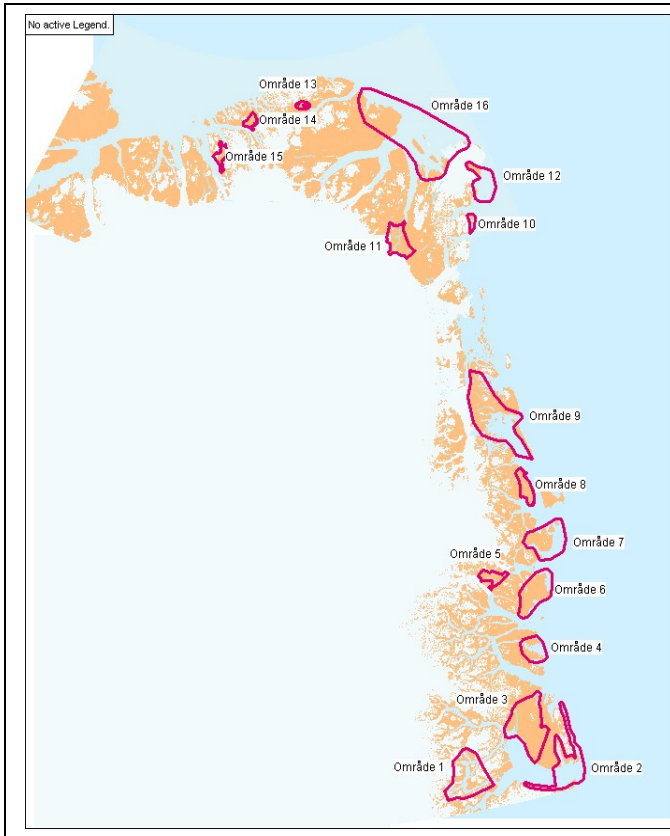 No active Legend.
Område 13
Område 16
Område 14
Område 15
Område 12
Område 10
Område 11
Område 9
Område 8
Område 7
Område 5
Område 6
Område 4
Område 3
Område 1
Område 2